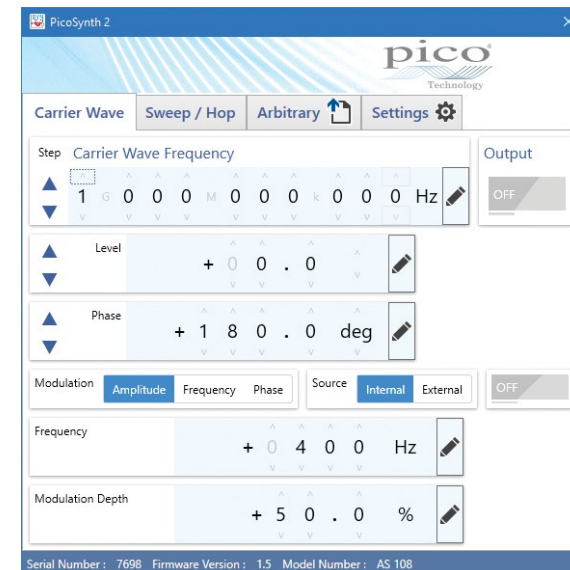 PicoSynth 2
pico
Technology
Carrier Wave Sweep / Hop Arbitrary Settings
Step Carrier Wave Frequency Output
1 G 0 0 0 M 0 0 0 k 0 0 0 Hz OFF
Level + 0 0 . 0
Phase + 1 8 0 . 0 deg
Modulation Amplitude Frequency Phase Source Internal External OFF
Frequency + 0 4 0 0 Hz
Modulation Depth + 5 0 . 0 %
Serial Number : 7698 Firmware Version : 1.5 Model Number : AS 108